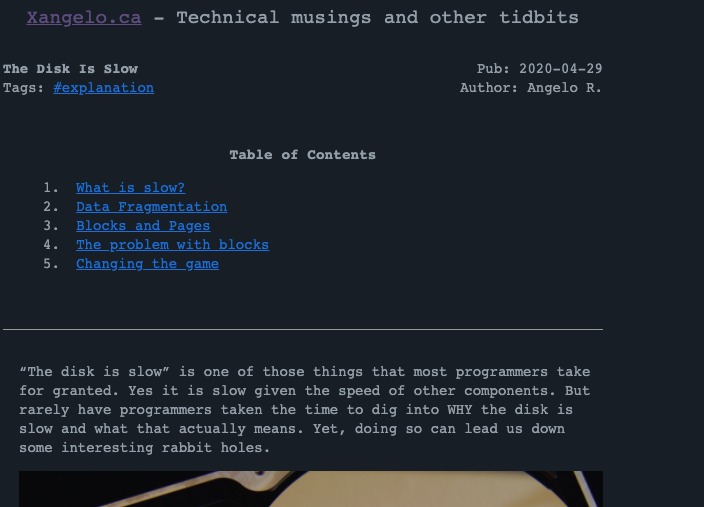 Xangelo.ca - Technical musings and other tidbits
The Disk Is Slow
Pub: 2020-04-29
Tags: #explanation
Author: Angelo R.
Table of Contents
1. What is slow?
2. Data Fragmentation
3. Blocks and Pages
4. The problem with blocks
5. Changing the game
“The disk is slow” is one of those things that most programmers take
for granted. Yes it is slow given the speed of other components. But
rarely have programmers taken the time to dig into WHY the disk is
slow and what that actually means. Yet, doing so can lead us down
some interesting rabbit holes.